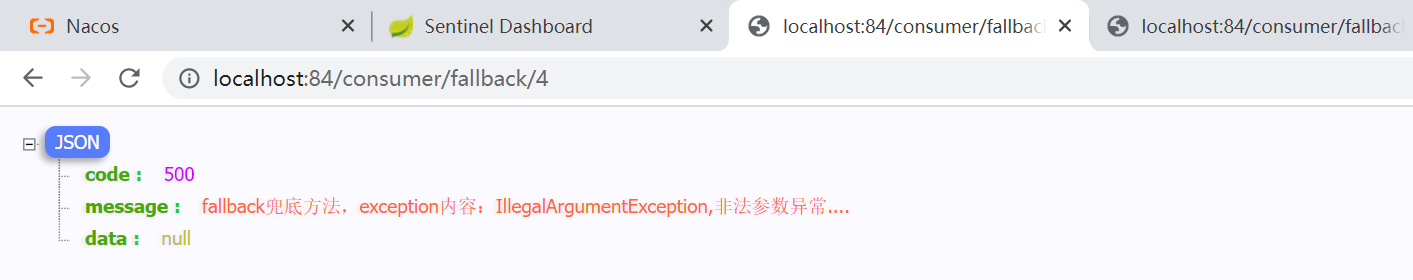 Nacos
Sentinel Dashboard
localhost:84/consumer/fallback
localhost:84/consumer/fallback
localhost:84/consumer/fallback/4
JSON
code : 500
message : fallback兜底方法，exception内容：IllegalArgumentException,非法参数异常....
data : null